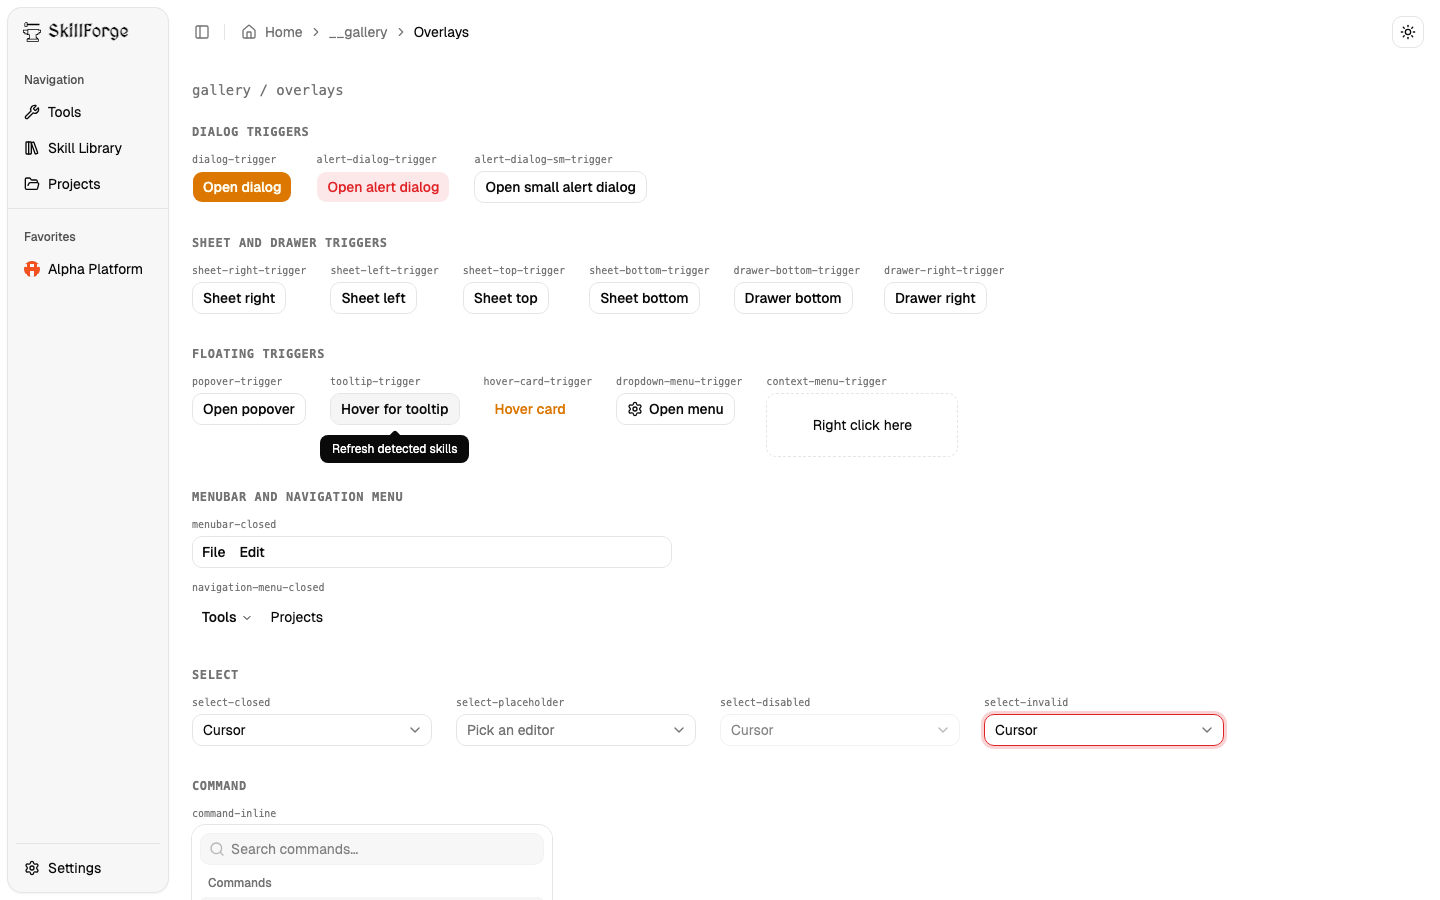 SkillForge
Navigation
Tools
Skill Library
Projects
Favorites
Alpha Platform
Settings
Home
__gallery
Overlays
gallery / overlays
DIALOG TRIGGERS
dialog-trigger
alert-dialog-trigger
alert-dialog-sm-trigger
Open dialog
Open alert dialog
Open small alert dialog
SHEET AND DRAWER TRIGGERS
sheet-right-trigger
sheet-left-trigger
sheet-top-trigger
sheet-bottom-trigger
drawer-bottom-trigger
drawer-right-trigger
Sheet right
Sheet left
Sheet top
Sheet bottom
Drawer bottom
Drawer right
FLOATING TRIGGERS
popover-trigger
tooltip-trigger
hover-card-trigger
dropdown-menu-trigger
context-menu-trigger
Open popover
Hover for tooltip
Hover card
Open menu
Right click here
Refresh detected skills
MENUBAR AND NAVIGATION MENU
menubar-closed
File
Edit
navigation-menu-closed
Tools
Projects
SELECT
select-closed
select-placeholder
select-disabled
select-invalid
Cursor
Pick an editor
Cursor
Cursor
COMMAND
command-inline
Search commands…
Commands